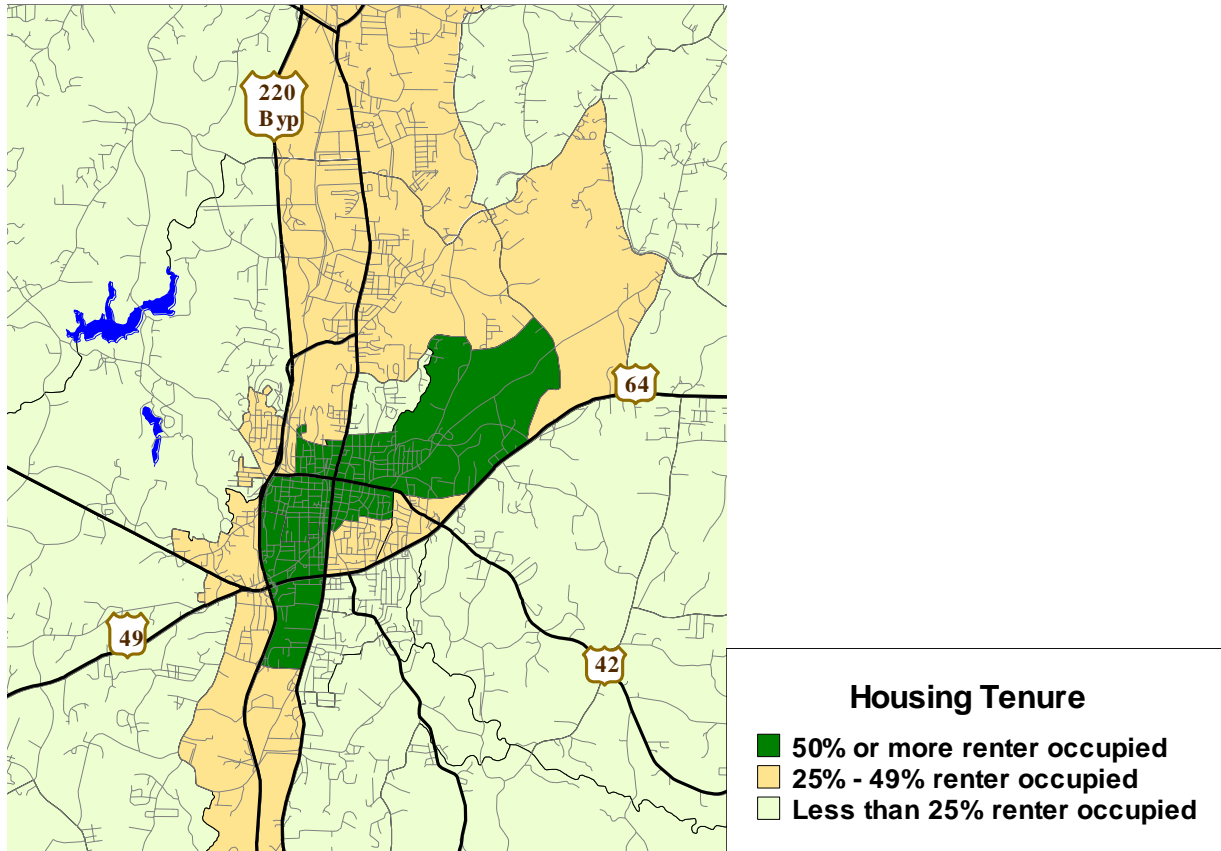 220
Byp
64
49
42
Housing Tenure
50% or more renter occupied
25% - 49% renter occupied
Less than 25% renter occupied